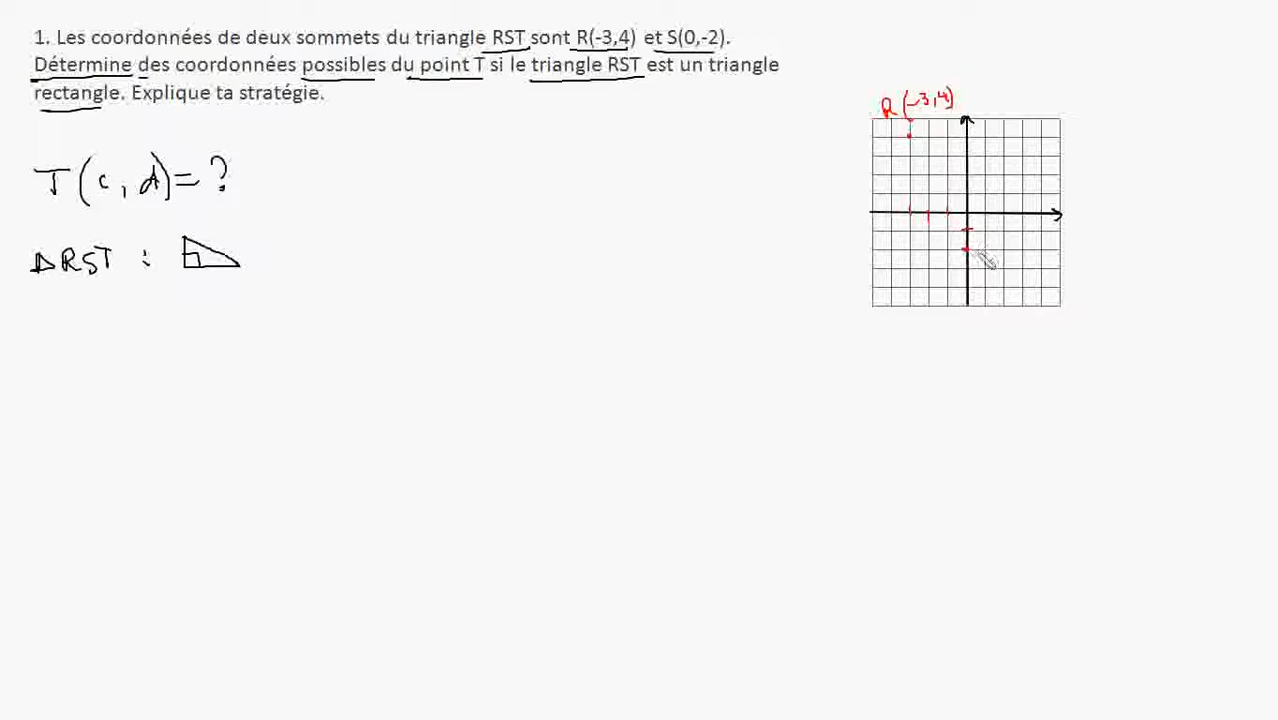 1. Les coordonnées de deux sommets du triangle RST sont R(-3,4) et S(0,-2).
Détermine des coordonnées possibles du point T si le triangle RST est un triangle
rectangle. Explique ta stratégie.
R(-3,4)
T(c,d)=?
ΔRST :